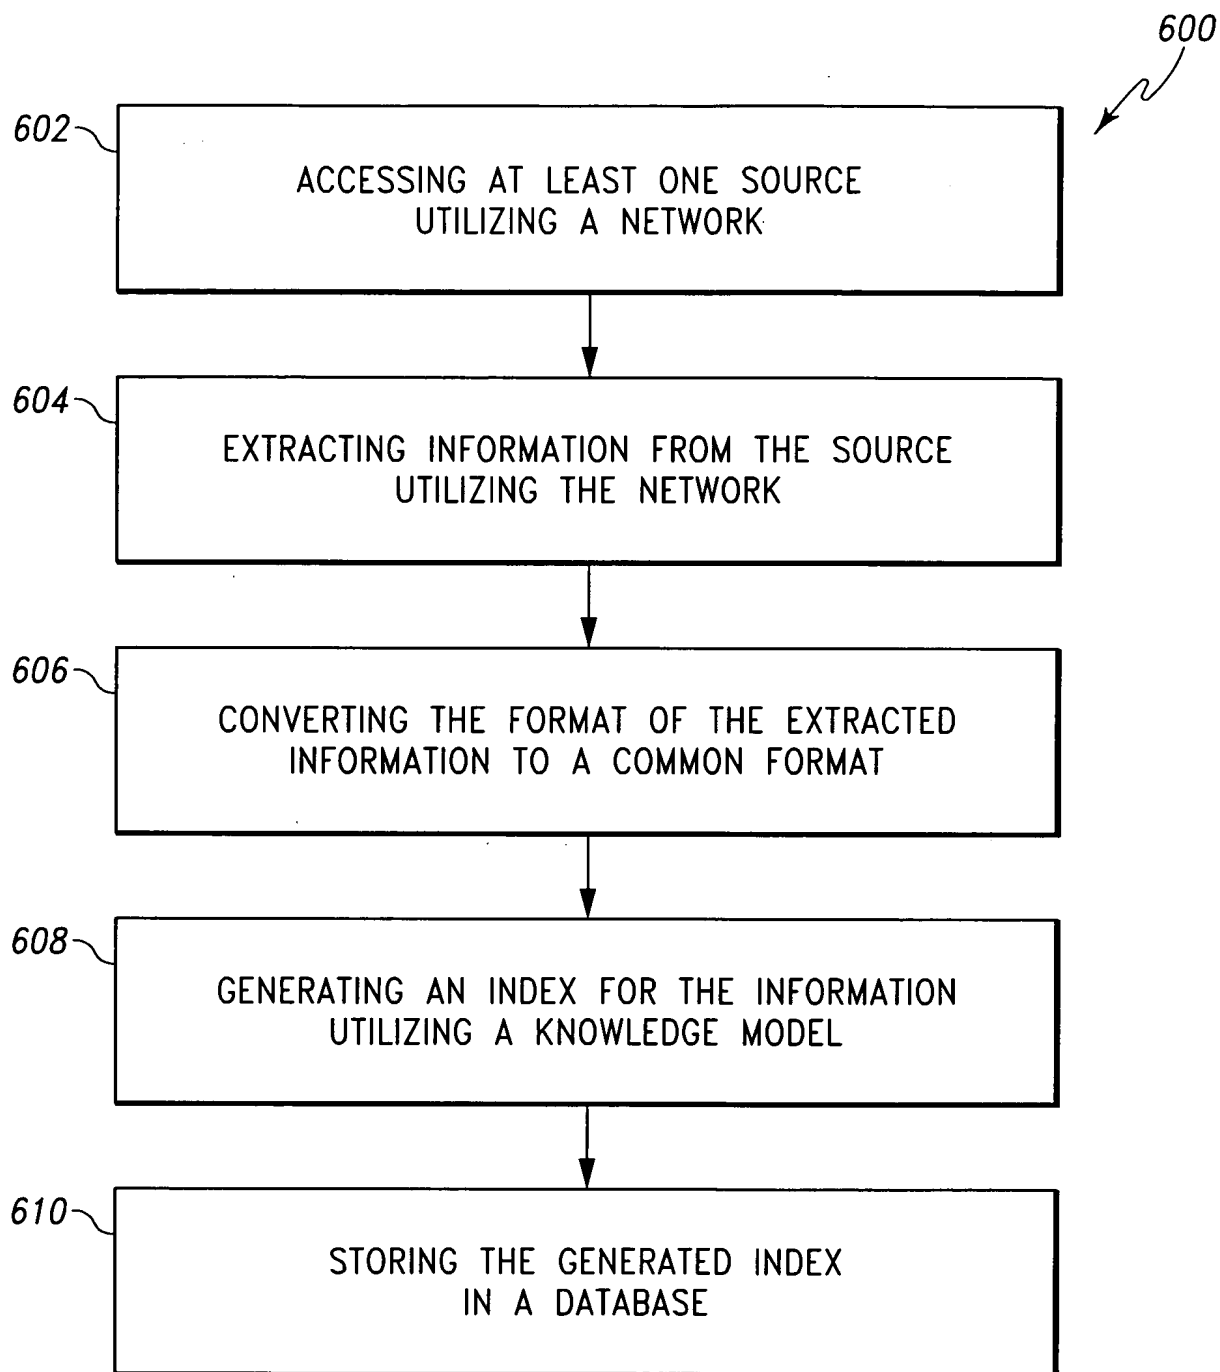 600
602
ACCESSING AT LEAST ONE SOURCE
UTILIZING A NETWORK
604
EXTRACTING INFORMATION FROM THE SOURCE
UTILIZING THE NETWORK
606
CONVERTING THE FORMAT OF THE EXTRACTED
INFORMATION TO A COMMON FORMAT
608
GENERATING AN INDEX FOR THE INFORMATION
UTILIZING A KNOWLEDGE MODEL
610
STORING THE GENERATED INDEX
IN A DATABASE